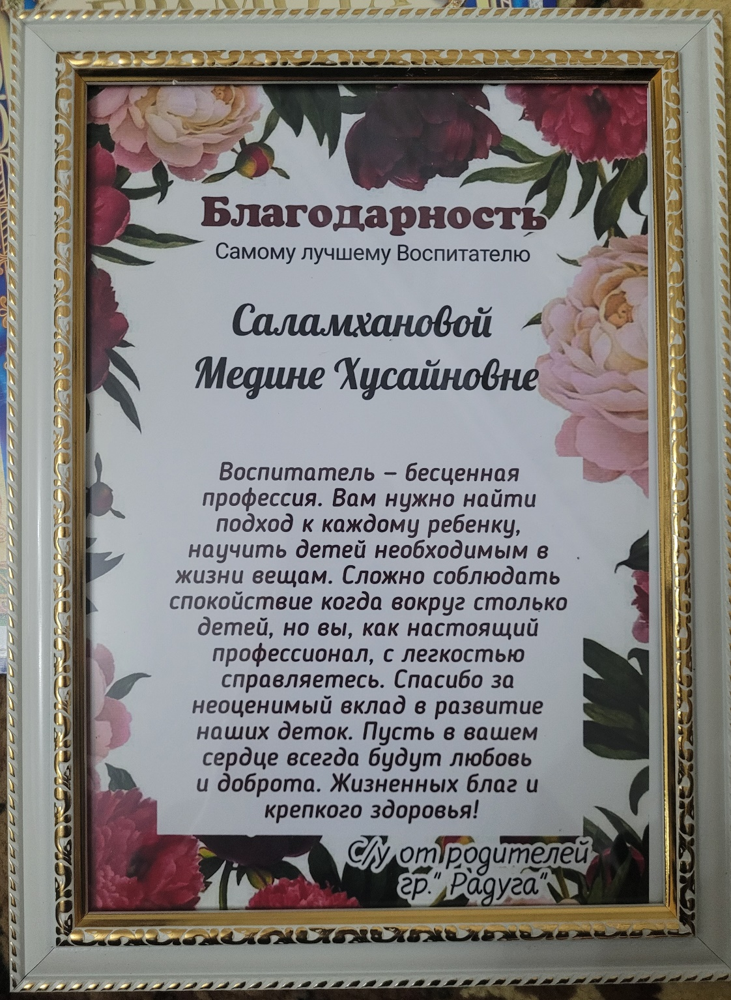 ГРАМОТА
Благодарность
Самому лучшему Воспитателю
Саламхановой
Медине Хусайновне
Воспитатель – бесценная
профессия. Вам нужно найти
подход к каждому ребенку,
научить детей необходимым в
жизни вещам. Сложно соблюдать
спокойствие когда вокруг столько
детей, но вы, как настоящий
профессионал, с легкостью
справляетесь. Спасибо за
неоценимый вклад в развитие
наших деток. Пусть в вашем
сердце всегда будут любовь
и доброта. Жизненных благ и
крепкого здоровья!
С/у от родителей
гр." Радуга"